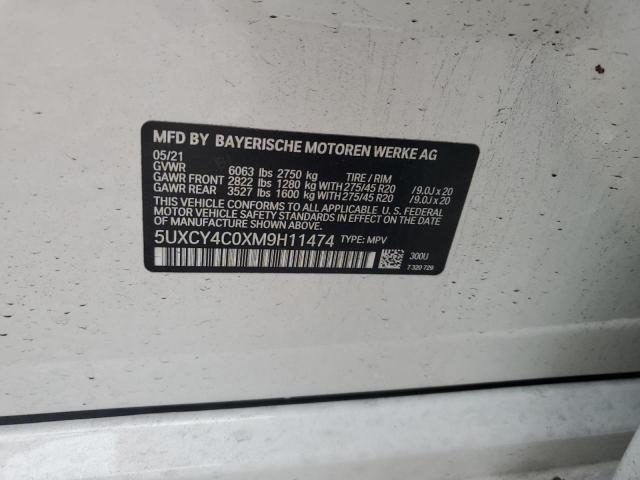 MFD BY BAYERISCHE MOTOREN WERKE AG
05/21
GVWR 6063 lbs 2750 kg TIRE / RIM
GAWR FRONT 2822 lbs 1280 kg WITH 275/45 R20 /9.0J x 20
GAWR REAR 3527 lbs 1600 kg WITH 275/45 R20 /9.0J x 20
THIS VEHICLE CONFORMS TO ALL APPLICABLE U.S. FEDERAL
MOTOR VEHICLE SAFETY STANDARDS IN EFFECT ON THE DATE
OF MANUFACTURE SHOWN ABOVE.
5UXCY4C0XM9H11474 TYPE: MPV
300U
7 320 729